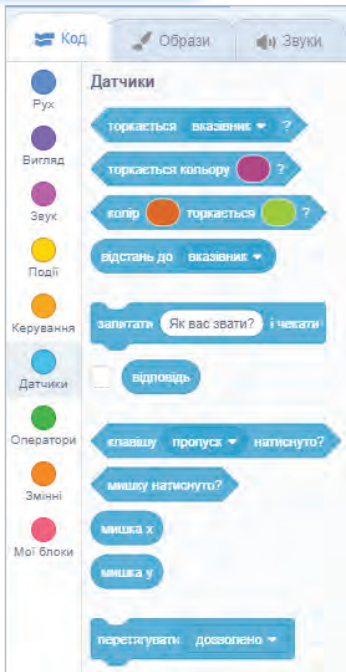 Код
Образи
Звуки
Рух
Вигляд
Звук
Події
Керування
Датчики
Оператори
Змінні
Мої блоки
Датчики
торкається вказівник ?
торкається кольору ?
колір торкається ?
відстань до вказівник
запитати Як вас звати? і чекати
відповідь
клавішу пропуск натиснуто?
мишку натиснуто?
мишка x
мишка y
перетягувати дозволено